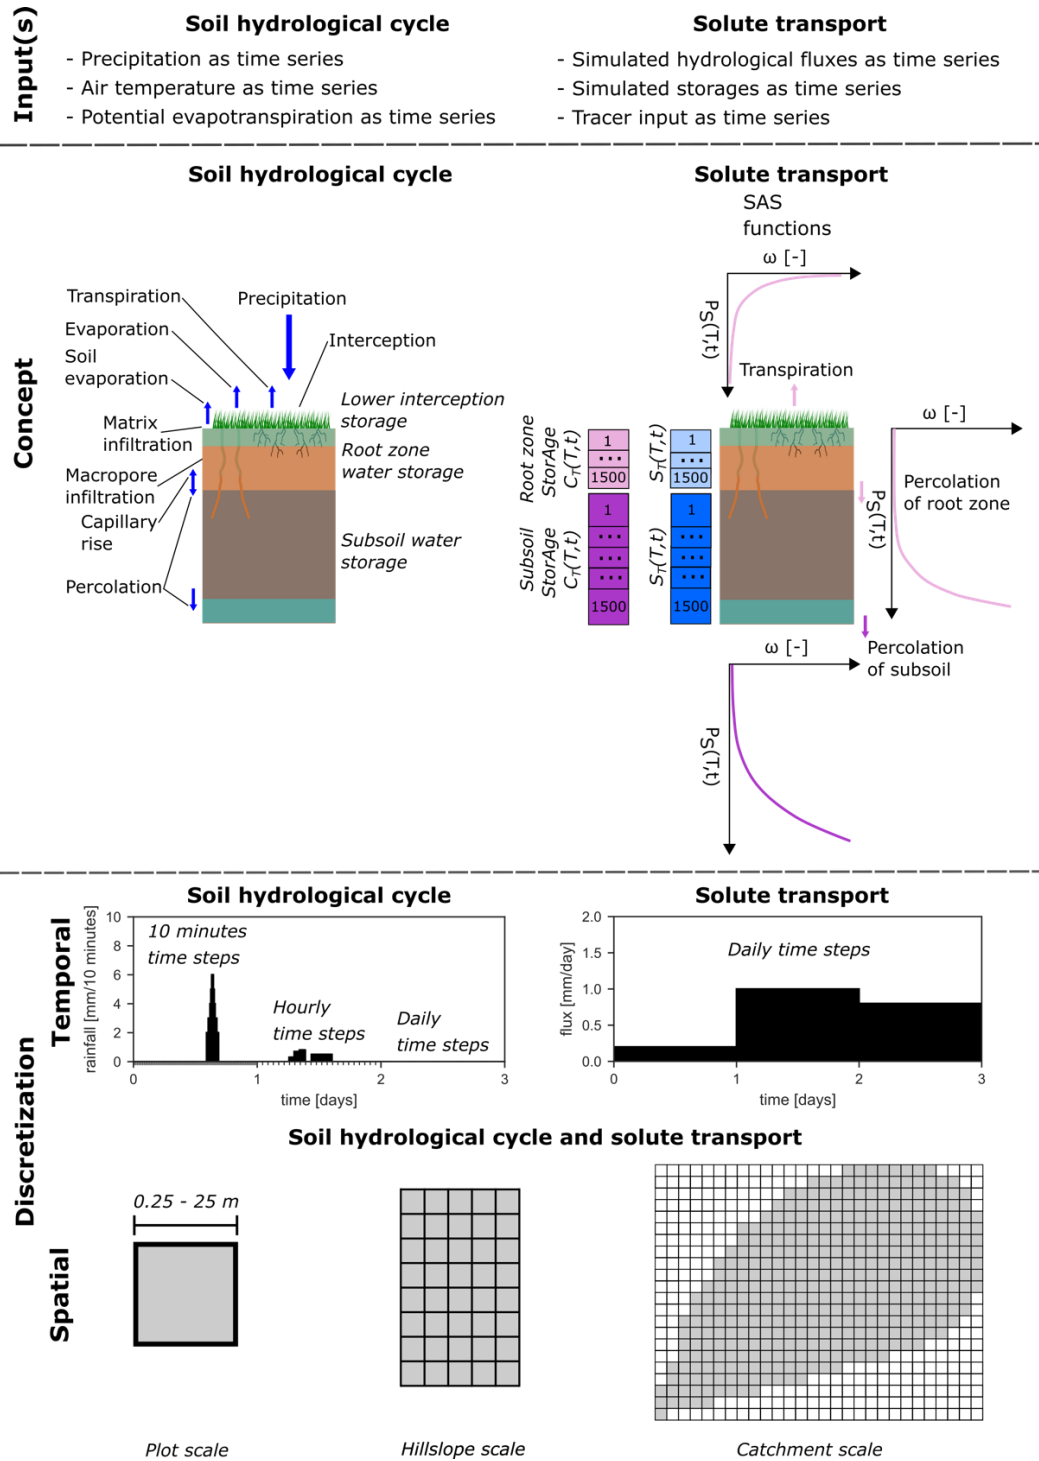 Input(s)
Soil hydrological cycle
- Precipitation as time series
- Air temperature as time series
- Potential evapotranspiration as time series
Solute transport
- Simulated hydrological fluxes as time series
- Simulated storages as time series
- Tracer input as time series
Concept
Soil hydrological cycle
Transpiration
Precipitation
Evaporation
Interception
Soil
evaporation
Lower interception
storage
Matrix
infiltration
Root zone
water storage
Macropore
infiltration
Capillary
rise
Subsoil water
storage
Percolation
Solute transport
SAS
functions
ω [-]
PS(T,t)
Transpiration
Root zone
StorAge
CT(T,t)
1
...
1500
ST(T,t)
1
...
1500
Subsoil
StorAge
CT(T,t)
1
...
...
...
1500
ST(T,t)
1
...
...
...
1500
ω [-]
PS(T,t)
Percolation
of root zone
Percolation
of subsoil
ω [-]
PS(T,t)
Discretization
Temporal
Soil hydrological cycle
rainfall [mm/10 minutes]
10
8
6
4
2
0
10 minutes
time steps
Hourly
time steps
Daily
time steps
0
1
2
3
time [days]
Solute transport
flux [mm/day]
2.0
1.5
1.0
0.5
0.0
Daily time steps
0
1
2
3
time [days]
Soil hydrological cycle and solute transport
Spatial
0.25 - 25 m
Plot scale
Hillslope scale
Catchment scale